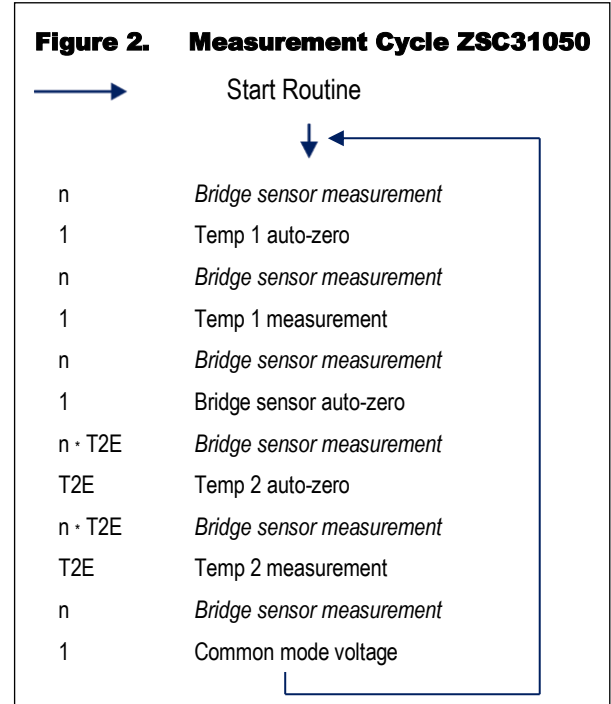 Figure 2. Measurement Cycle ZSC31050
Start Routine
n Bridge sensor measurement
1 Temp 1 auto-zero
n Bridge sensor measurement
1 Temp 1 measurement
n Bridge sensor measurement
1 Bridge sensor auto-zero
n * T2E Bridge sensor measurement
T2E Temp 2 auto-zero
n * T2E Bridge sensor measurement
T2E Temp 2 measurement
n Bridge sensor measurement
1 Common mode voltage